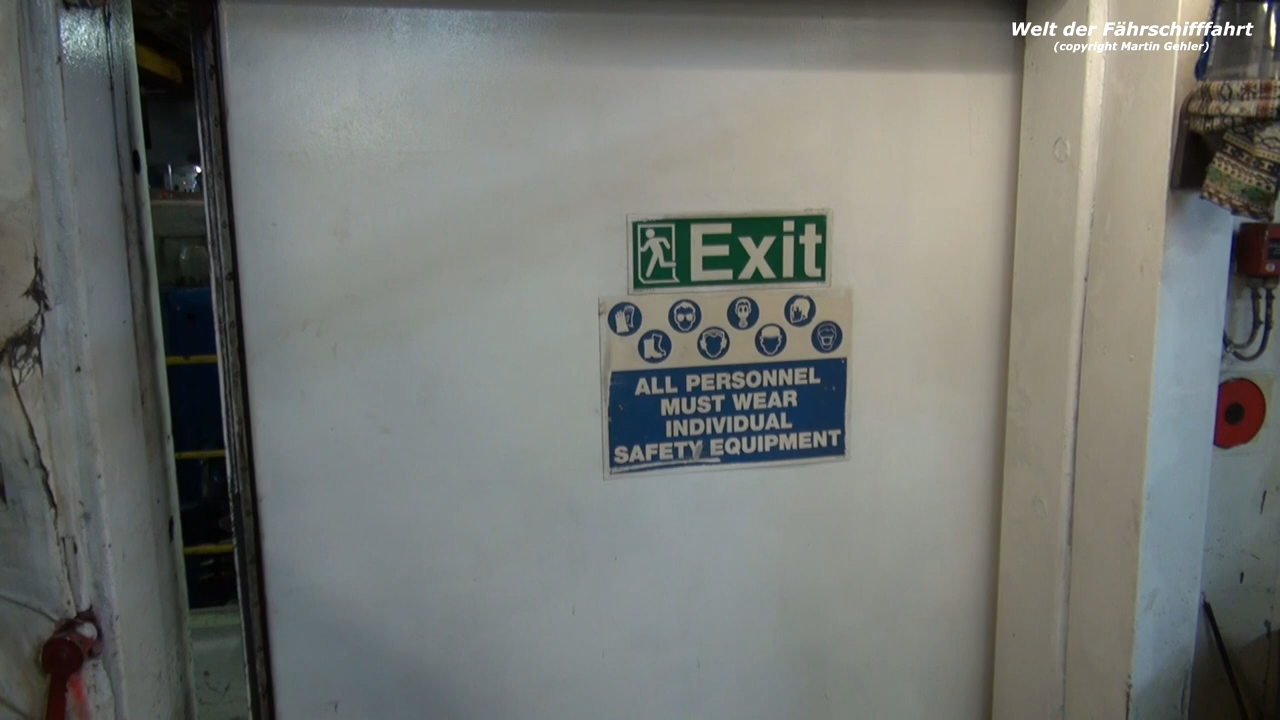 Welt der Fährschifffahrt
(copyright Martin Gehler)
Exit
ALL PERSONNEL
MUST WEAR
INDIVIDUAL
SAFETY EQUIPMENT